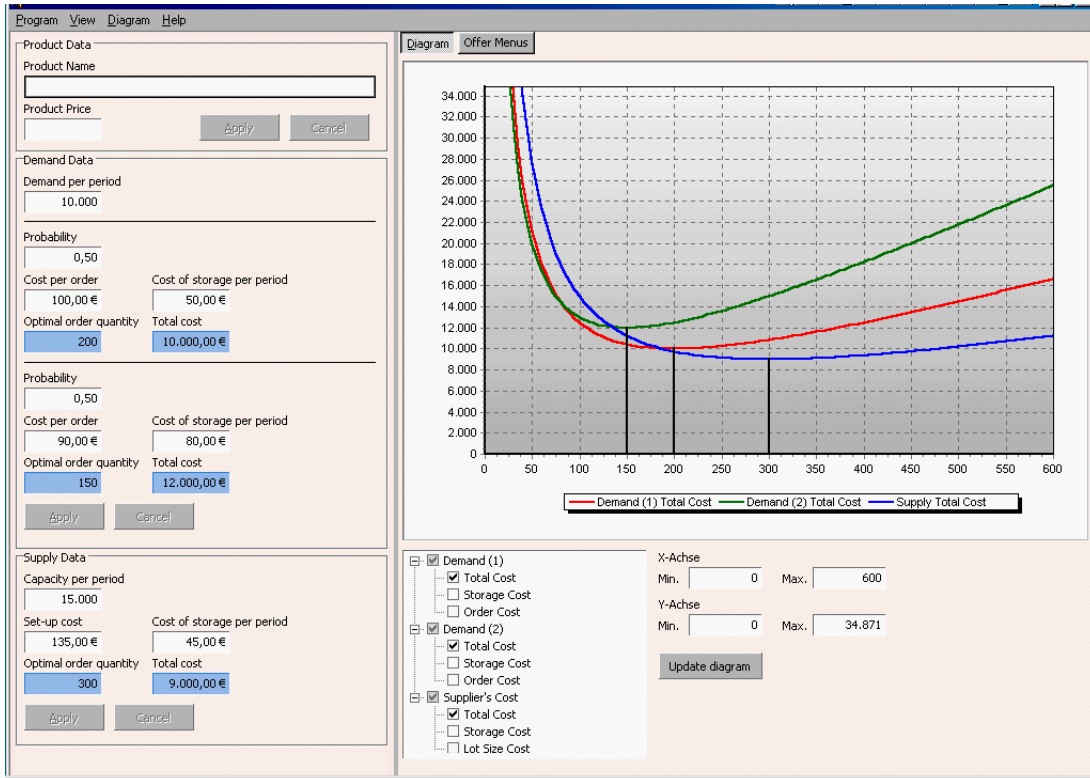 Program View Diagram Help
Product Data
Product Name
Product Price
Apply Cancel
Demand Data
Demand per period
10.000
Probability
0,50
Cost per order Cost of storage per period
100,00 € 50,00 €
Optimal order quantity Total cost
200 10.000,00 €
Probability
0,50
Cost per order Cost of storage per period
90,00 € 80,00 €
Optimal order quantity Total cost
150 12.000,00 €
Apply Cancel
Supply Data
Capacity per period
15.000
Set-up cost Cost of storage per period
135,00 € 45,00 €
Optimal order quantity Total cost
300 9.000,00 €
Apply Cancel
Diagram Offer Menus
34.000
32.000
30.000
28.000
26.000
24.000
22.000
20.000
18.000
16.000
14.000
12.000
10.000
8.000
6.000
4.000
2.000
0
0 50 100 150 200 250 300 350 400 450 500 550 600
Demand (1) Total Cost Demand (2) Total Cost Supply Total Cost
Demand (1)
Total Cost
Storage Cost
Order Cost
Demand (2)
Total Cost
Storage Cost
Order Cost
Supplier's Cost
Total Cost
Storage Cost
Lot Size Cost
X-Achse
Min. 0 Max. 600
Y-Achse
Min. 0 Max. 34.871
Update diagram